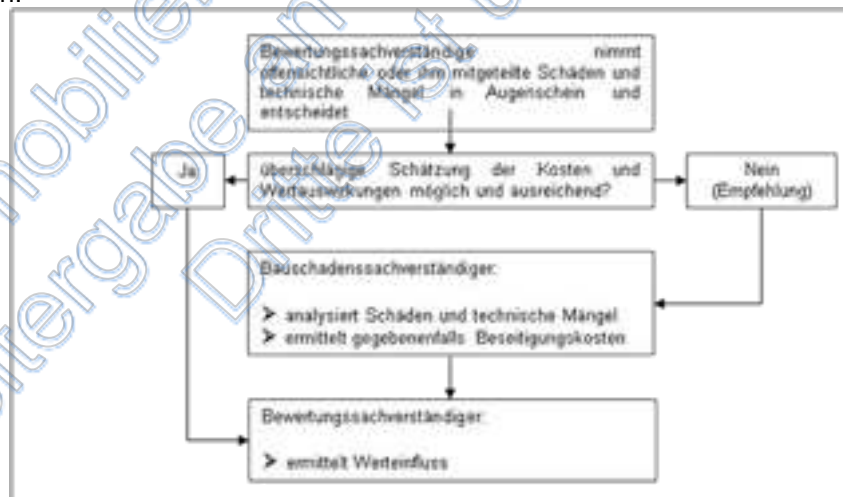 Bewertungssachverständige nimmt
offensichtliche oder ihm mitgeteilte Schäden und
technische Mängel in Augenschein und
entscheidet
Ja
überschlägige Schätzung der Kosten und
Wertauswirkungen möglich und ausreichend?
Nein
(Empfehlung)
Bauschadenssachverständiger:
➤ analysiert Schäden und technische Mängel
➤ ermittelt gegebenenfalls Beseitigungskosten
Bewertungssachverständiger:
➤ ermittelt Werteinfluss
Dritte ist